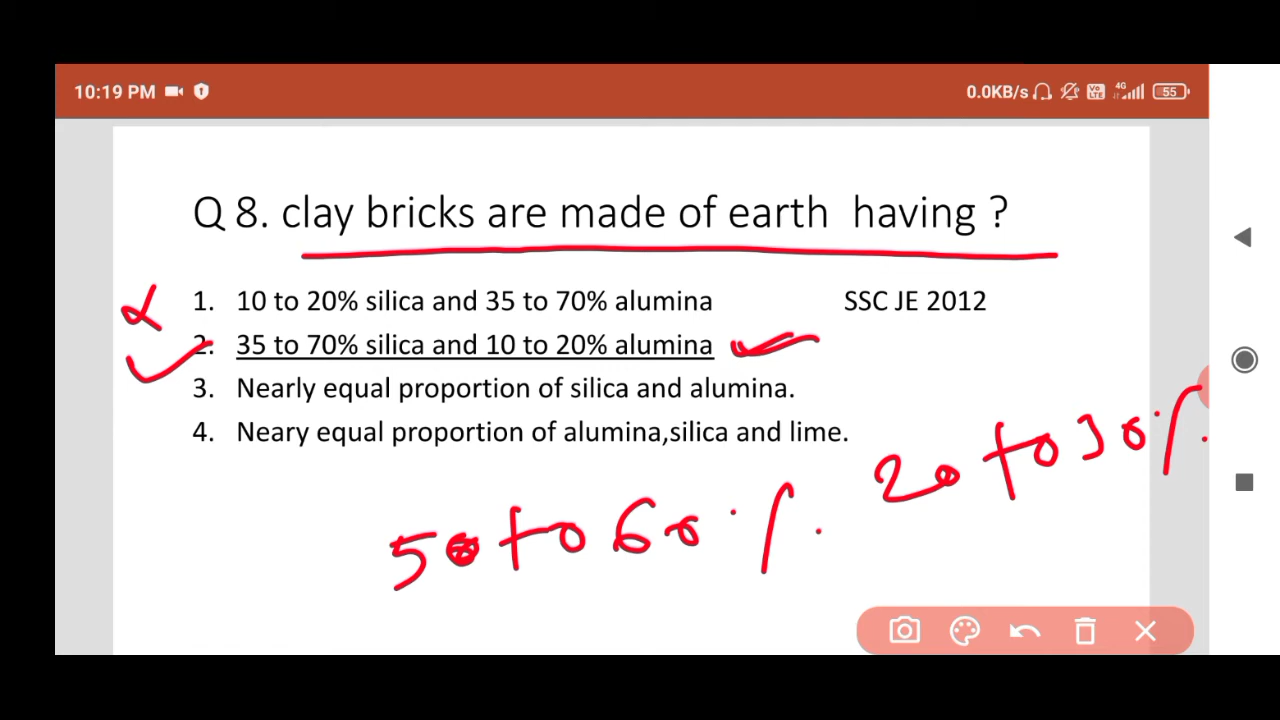 10:19 PM
0.0KB/s Vo LTE 4G 55
Q 8. clay bricks are made of earth having ?
1. 10 to 20% silica and 35 to 70% alumina SSC JE 2012
2. 35 to 70% silica and 10 to 20% alumina
3. Nearly equal proportion of silica and alumina.
4. Neary equal proportion of alumina,silica and lime.
20 to 30 %.
50 to 60 %.